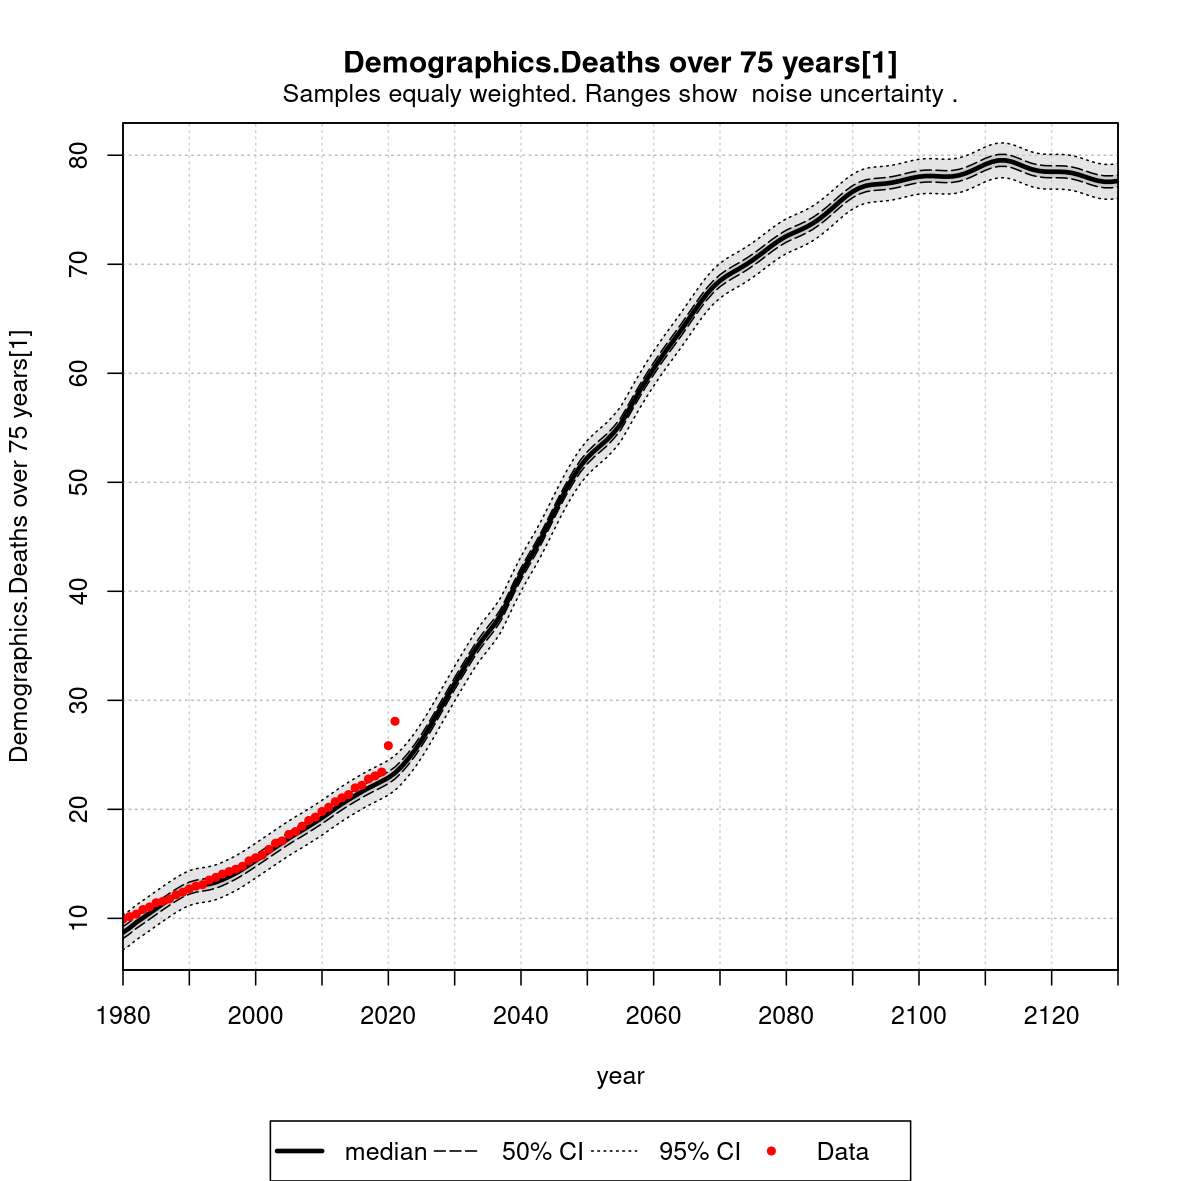 Demographics.Deaths over 75 years[1]
Samples equaly weighted. Ranges show  noise uncertainty .
Demographics.Deaths over 75 years[1]
80
70
60
50
40
30
20
10
1980 2000 2020 2040 2060 2080 2100 2120
year
median 50% CI 95% CI Data